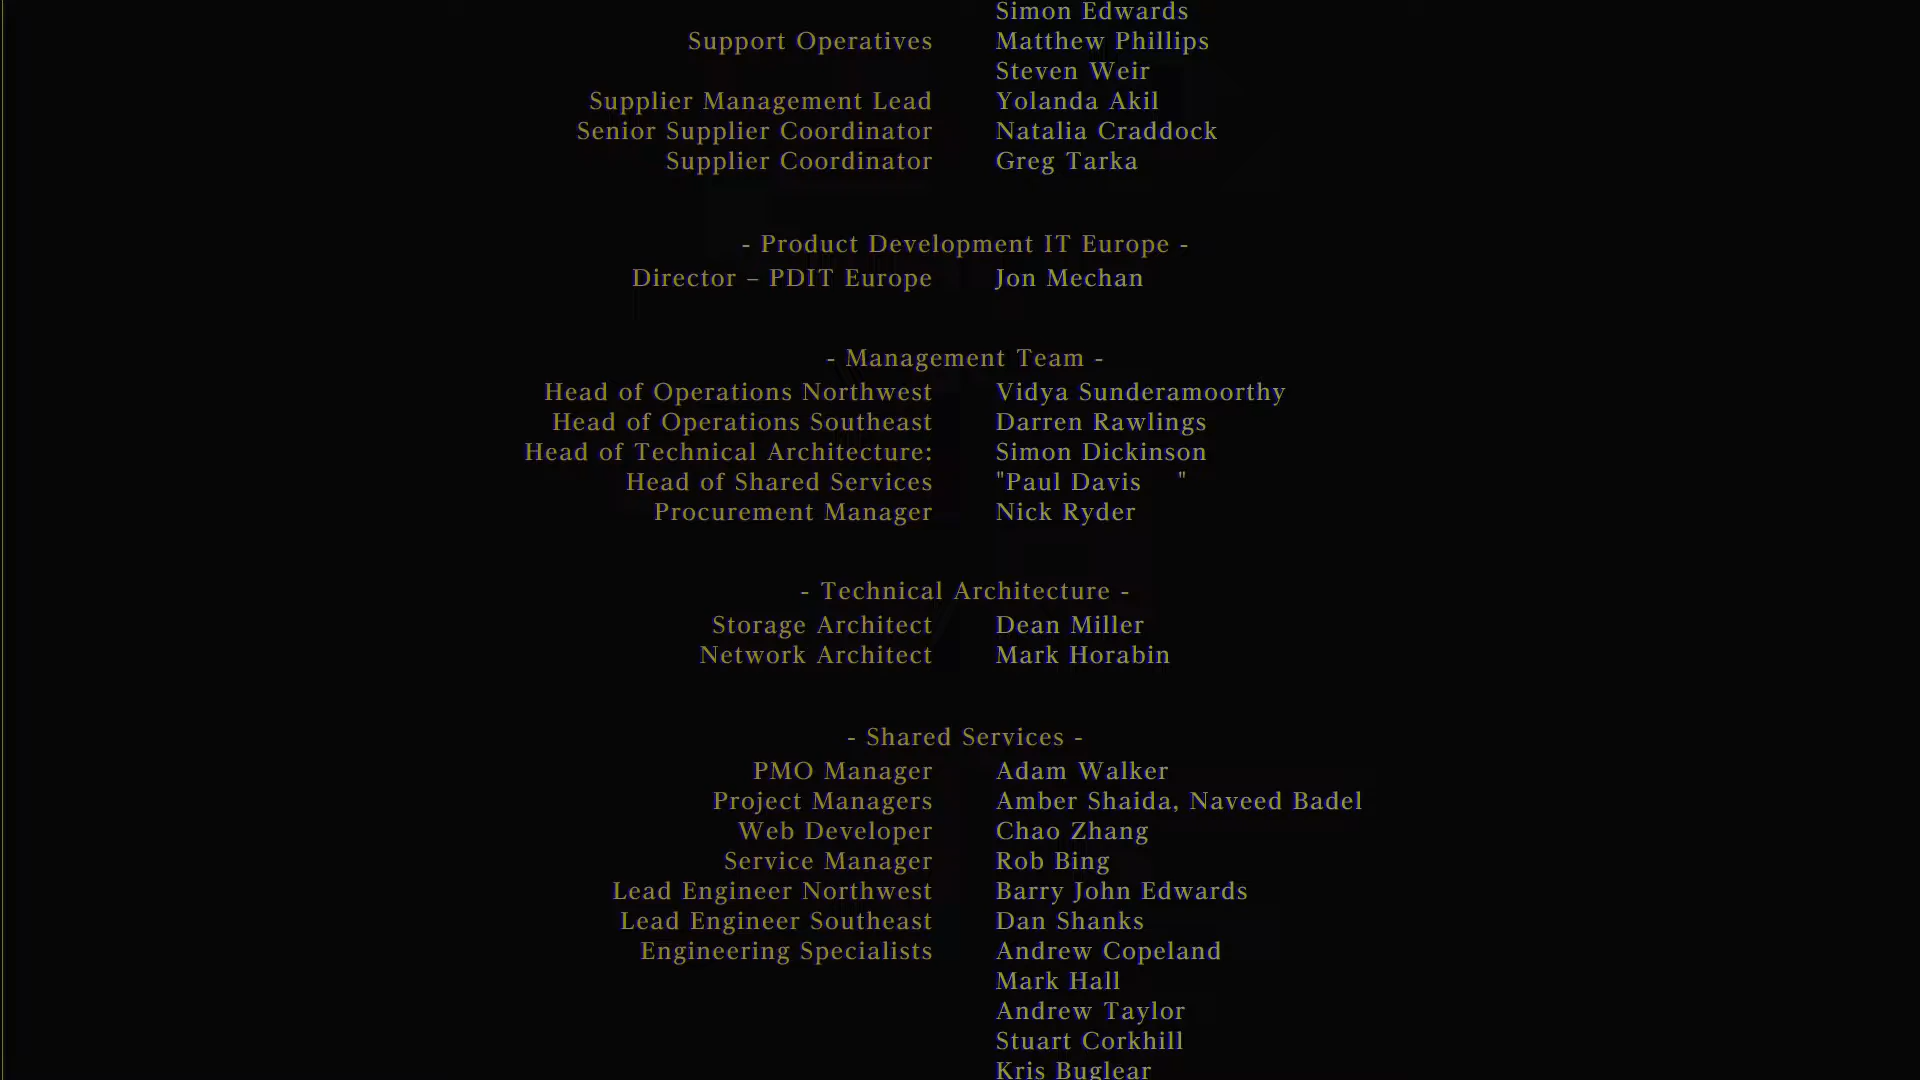 Simon Edwards
Support Operatives Matthew Phillips
Steven Weir
Supplier Management Lead Yolanda Akil
Senior Supplier Coordinator Natalia Craddock
Supplier Coordinator Greg Tarka
- Product Development IT Europe -
Director – PDIT Europe Jon Mechan
- Management Team -
Head of Operations Northwest Vidya Sunderamoorthy
Head of Operations Southeast Darren Rawlings
Head of Technical Architecture: Simon Dickinson
Head of Shared Services "Paul Davis "
Procurement Manager Nick Ryder
- Technical Architecture -
Storage Architect Dean Miller
Network Architect Mark Horabin
- Shared Services -
PMO Manager Adam Walker
Project Managers Amber Shaida, Naveed Badel
Web Developer Chao Zhang
Service Manager Rob Bing
Lead Engineer Northwest Barry John Edwards
Lead Engineer Southeast Dan Shanks
Engineering Specialists Andrew Copeland
Mark Hall
Andrew Taylor
Stuart Corkhill
Kris Buglear